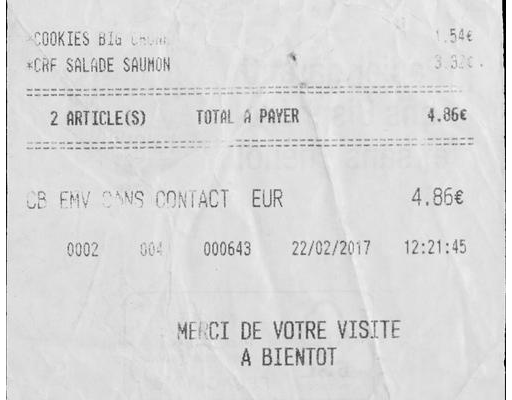 *COOKIES BIG 1.54€
*CRF SALADE SAUMON 3.32€
2 ARTICLE(S) TOTAL A PAYER 4.86€
CB EMV SANS CONTACT EUR 4.86€
0002 004 000643 22/02/2017 12:21:45
MERCI DE VOTRE VISITE
A BIENTOT